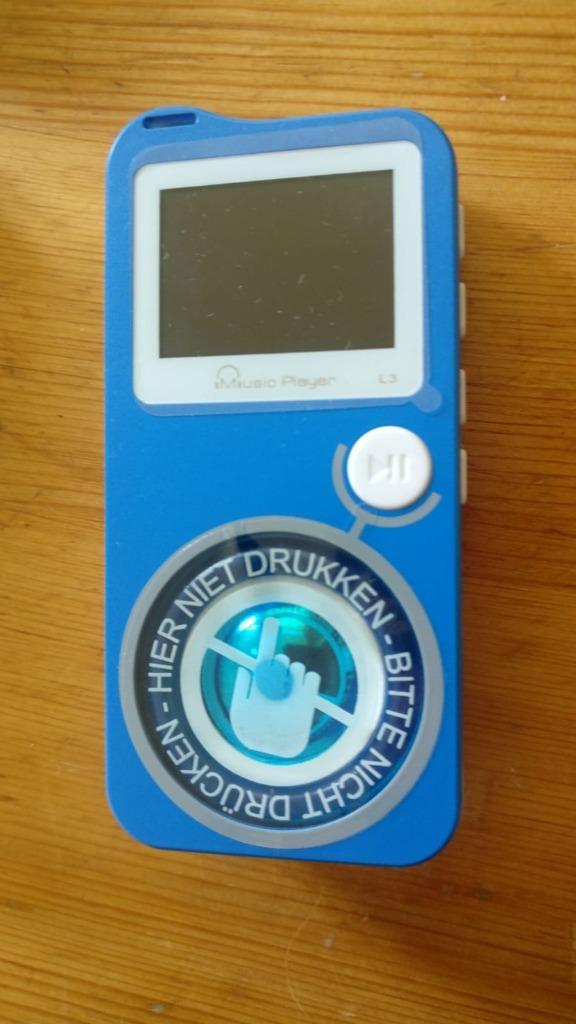 Music Player L3
HIER NIET DRUKKEN - BITTE NICHT DRÜCKEN -